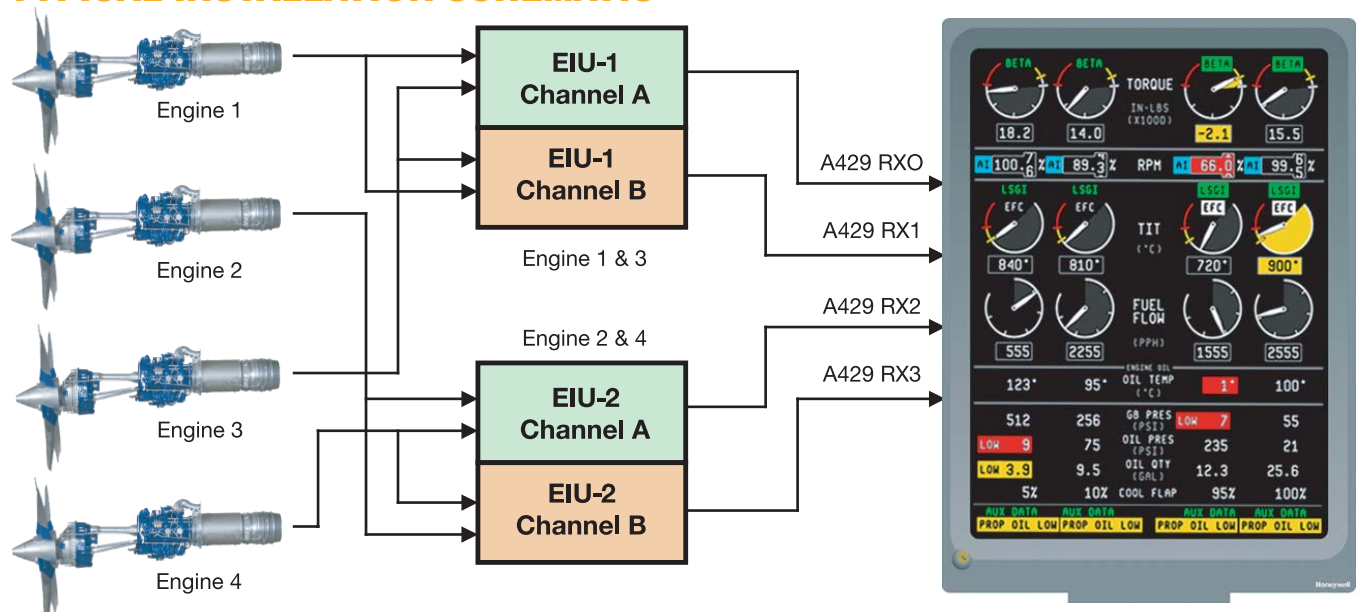 Engine 1
Engine 2
Engine 3
Engine 4
EIU-1
Channel A
EIU-1
Channel B
Engine 1 & 3
Engine 2 & 4
EIU-2
Channel A
EIU-2
Channel B
A429 RXO
A429 RX1
A429 RX2
A429 RX3
BETA BETA BETA BETA
TORQUE
IN-LBS
(X1000)
18.2 14.0 -2.1 15.5
AI % AI % RPM AI % AI %
LSGI LSGI LSGI LSGI
EFC EFC EFC EFC
TIT
(°C)
840° 810° 720° 900°
FUEL
FLOW
(PPH)
555 2255 1555 2555
ENGINE OIL
123° 95° OIL TEMP 1° 100°
(°C)
512 256 GB PRES LOW 7 55
(PSI)
LOW 9 75 OIL PRES 235 21
(PSI)
LOW 3.9 9.5 OIL QTY 12.3 25.6
(GAL)
5% 10% COOL FLAP 95% 100%
AUX DATA AUX DATA AUX DATA AUX DATA
PROP OIL LOW PROP OIL LOW PROP OIL LOW PROP OIL LOW
Honeywell